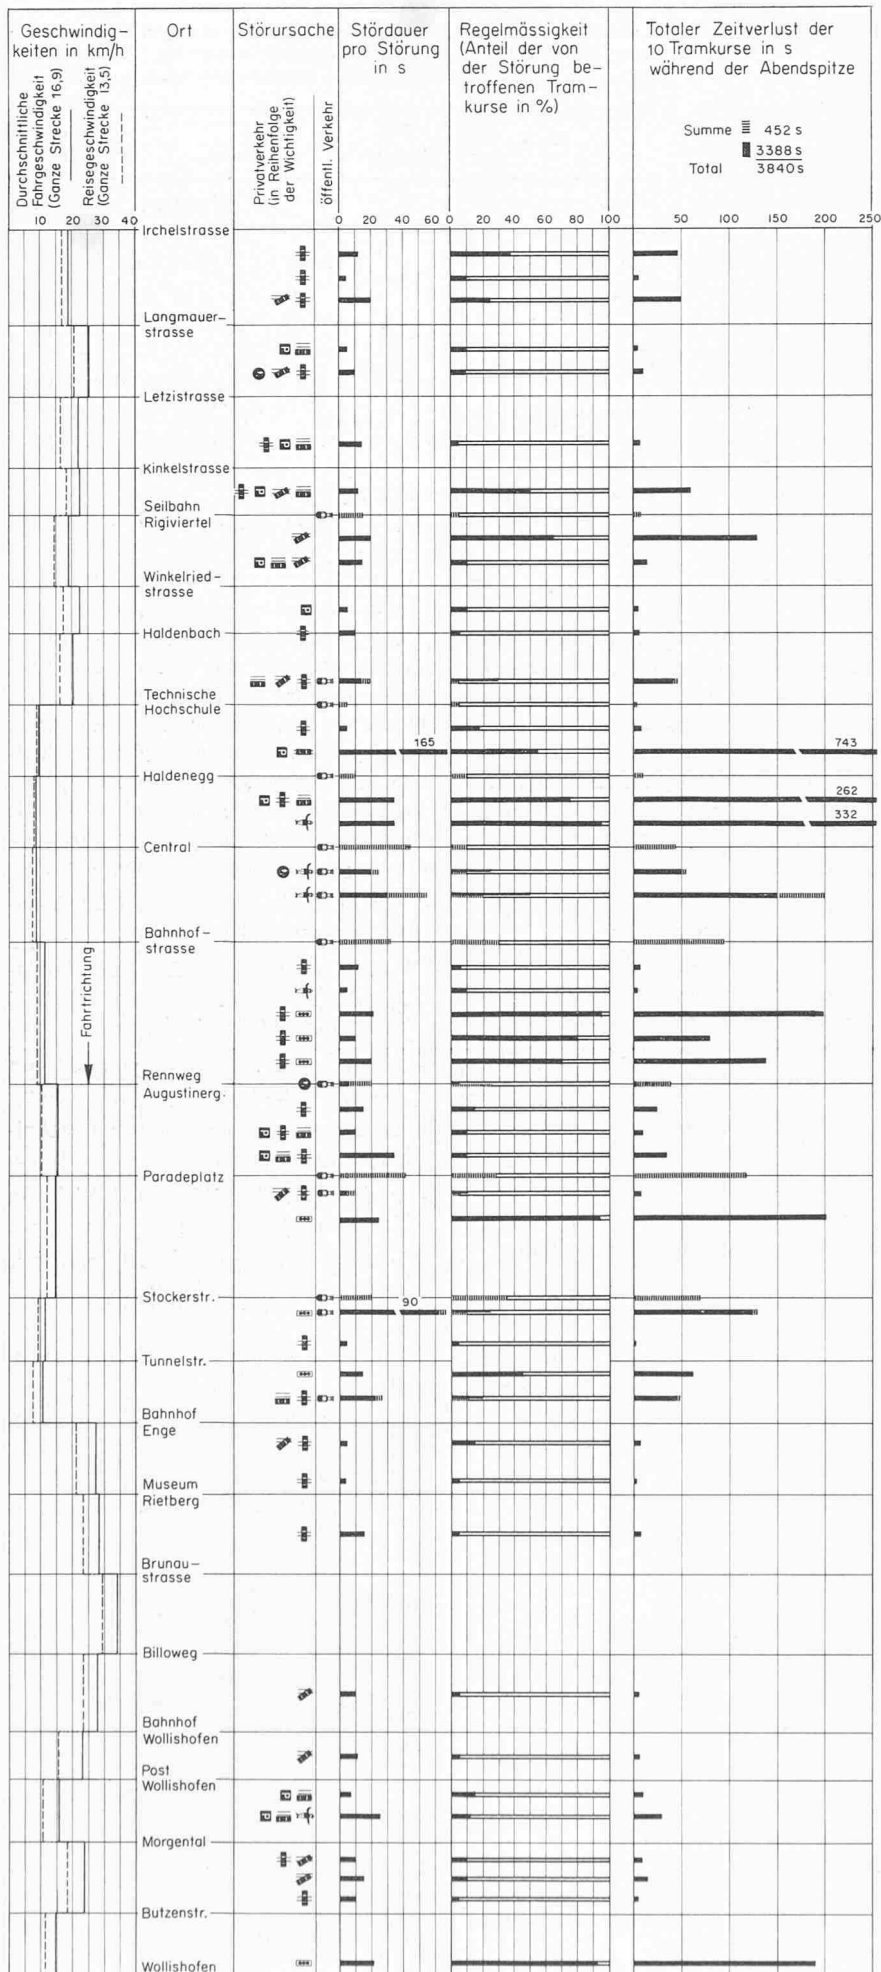 Geschwindig-
keiten in km/h
Durchschnittliche
Fahrgeschwindigkeit
(Ganze Strecke 16,9)
Reisegeschwindigkeit
(Ganze Strecke 13,5)
Ort
Störursache
Privatverkehr
(in Reihenfolge
der Wichtigkeit)
öffentl. Verkehr
Stördauer
pro Störung
in s
Regelmässigkeit
(Anteil der von
der Störung be-
troffenen Tram-
kurse in %)
Totaler Zeitverlust der
10 Tramkurse in s
während der Abendspitze
Summe 452 s
3388 s
Total 3840 s
10 20 30 40
0 20 40 60
0 20 40 60 80 100
50 100 150 200 250
Irchelstrasse
Langmauer-
strasse
P
Letzistrasse
P
Kinkelstrasse
P
Seilbahn
Rigiviertel
P
Winkelried-
strasse
P
Haldenbach
Technische
Hochschule
165
743
P
Haldenegg
262
P
332
Central
Bahnhof-
strasse
Fahrtrichtung
Rennweg
Augustinerg.
P
P
Paradeplatz
Stockerstr.
90
Tunnelstr.
Bahnhof
Enge
Museum
Rietberg
Brunau-
strasse
Billoweg
Bahnhof
Wollishofen
Post
Wollishofen
P
P
Morgental
Butzenstr.
Wollishofen